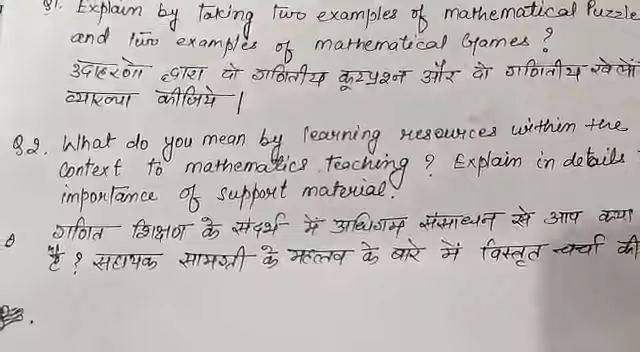 Q1. Explain by taking two examples of mathematical Puzzle
and two examples of mathematical Games?
उदाहरणो द्वारा दो गणितीय कूटप्रश्न और दो गणितीय खेलों
व्याख्या कीजिये |
Q2. What do you mean by learning resources within the
context to mathematics teaching? Explain in details
importance of support material.
गणित शिक्षण के संदर्भ में अधिगम संसाधन से आप क्या
है? सहायक सामग्री के महत्व के बारे में विस्तृत चर्चा की